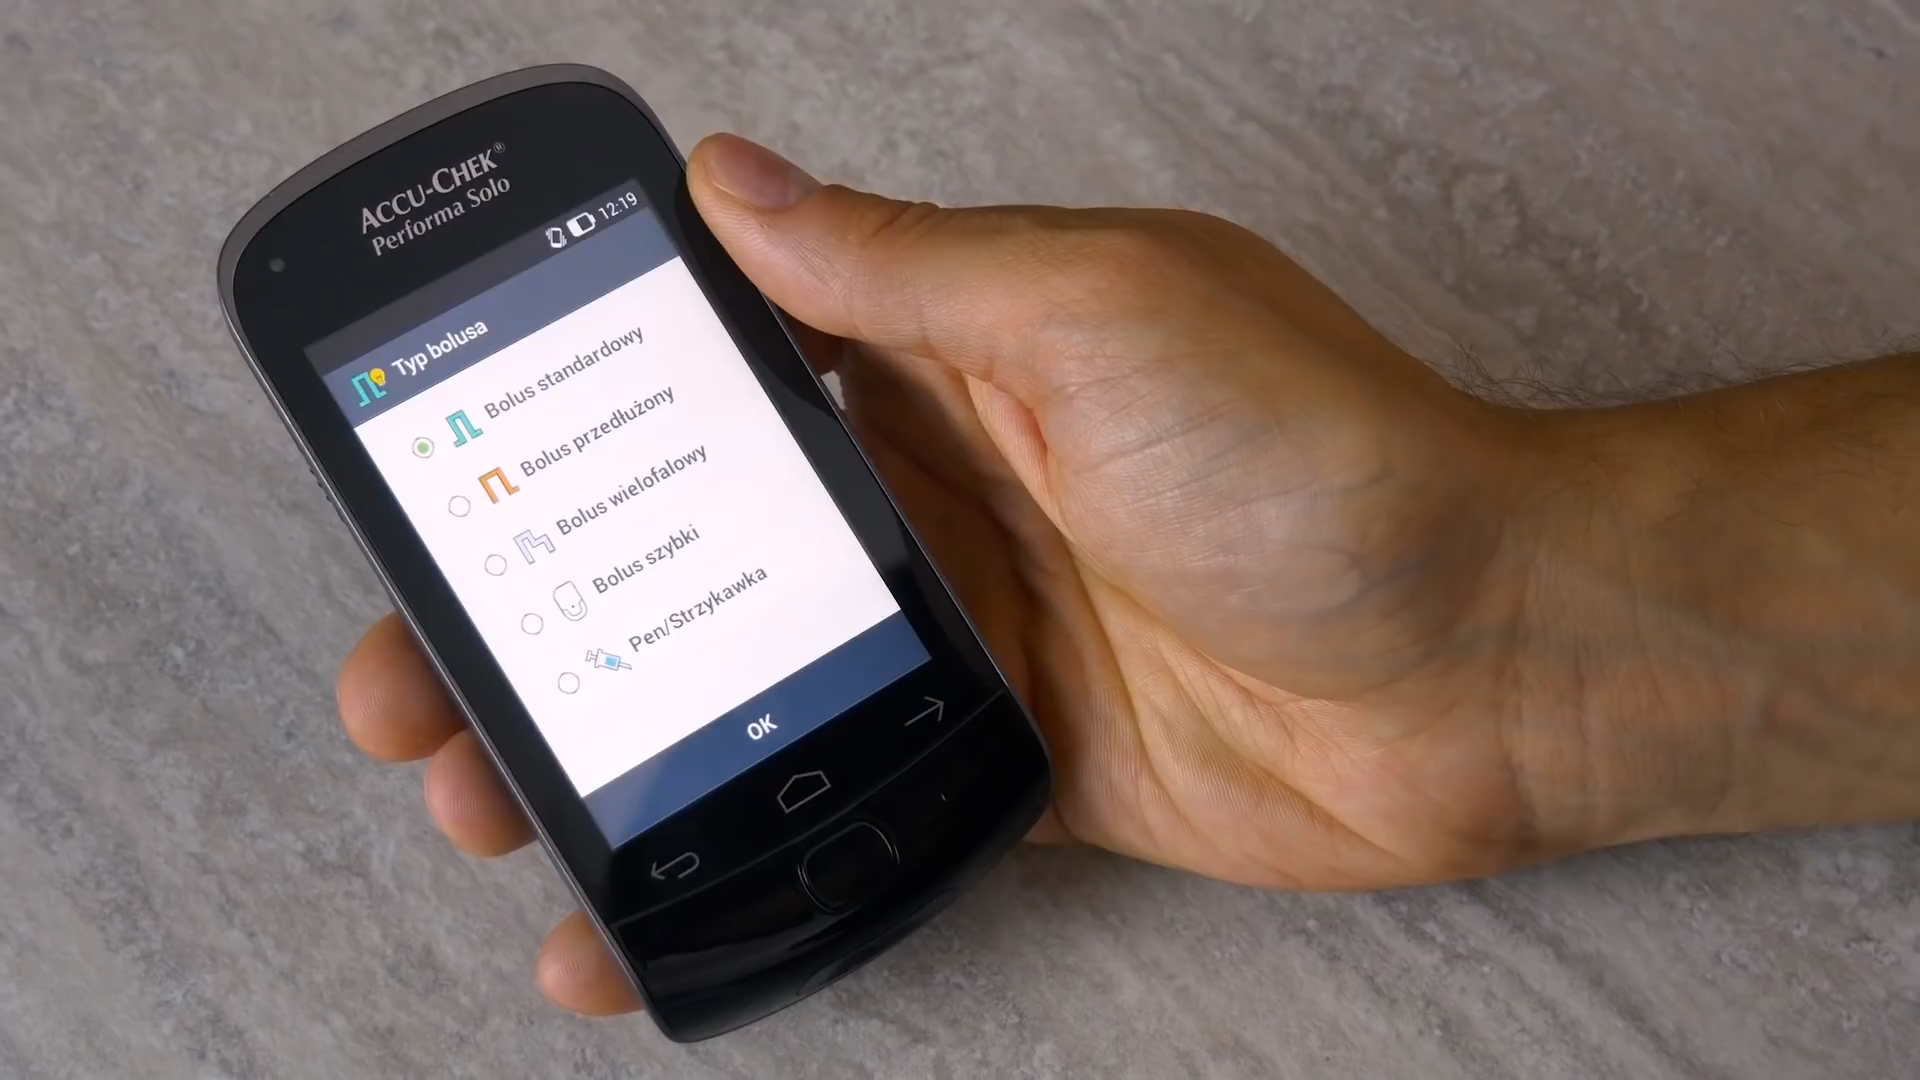 ACCU-CHEK®
Performa Solo
12:19
Typ bolusa
Bolus standardowy
Bolus przedłużony
Bolus wielofalowy
Bolus szybki
Pen/Strzykawka
OK